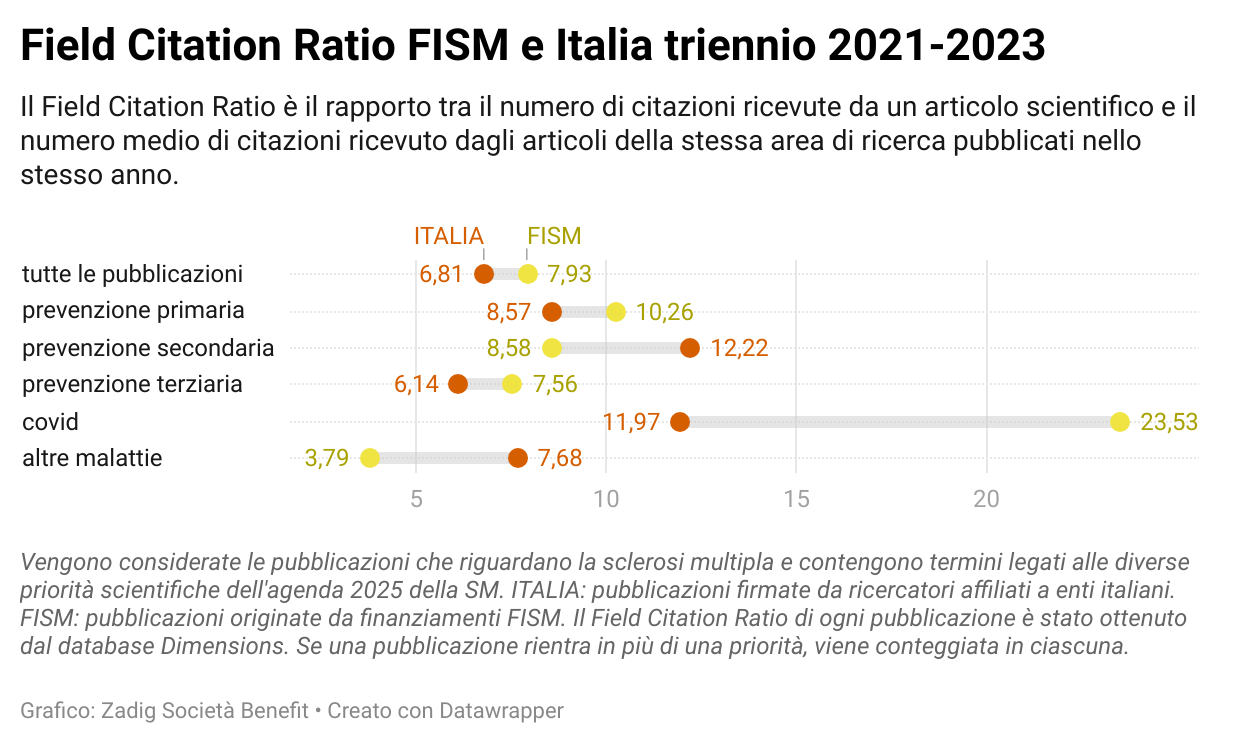 Field Citation Ratio FISM e Italia triennio 2021-2023
Il Field Citation Ratio è il rapporto tra il numero di citazioni ricevute da un articolo scientifico e il
numero medio di citazioni ricevuto dagli articoli della stessa area di ricerca pubblicati nello
stesso anno.
ITALIA FISM
tutte le pubblicazioni 6,81 7,93
prevenzione primaria 8,57 10,26
prevenzione secondaria 8,58 12,22
prevenzione terziaria 6,14 7,56
covid 11,97 23,53
altre malattie 3,79 7,68
5 10 15 20
Vengono considerate le pubblicazioni che riguardano la sclerosi multipla e contengono termini legati alle diverse
priorità scientifiche dell'agenda 2025 della SM. ITALIA: pubblicazioni firmate da ricercatori affiliati a enti italiani.
FISM: pubblicazioni originate da finanziamenti FISM. Il Field Citation Ratio di ogni pubblicazione è stato ottenuto
dal database Dimensions. Se una pubblicazione rientra in più di una priorità, viene conteggiata in ciascuna.
Grafico: Zadig Società Benefit • Creato con Datawrapper